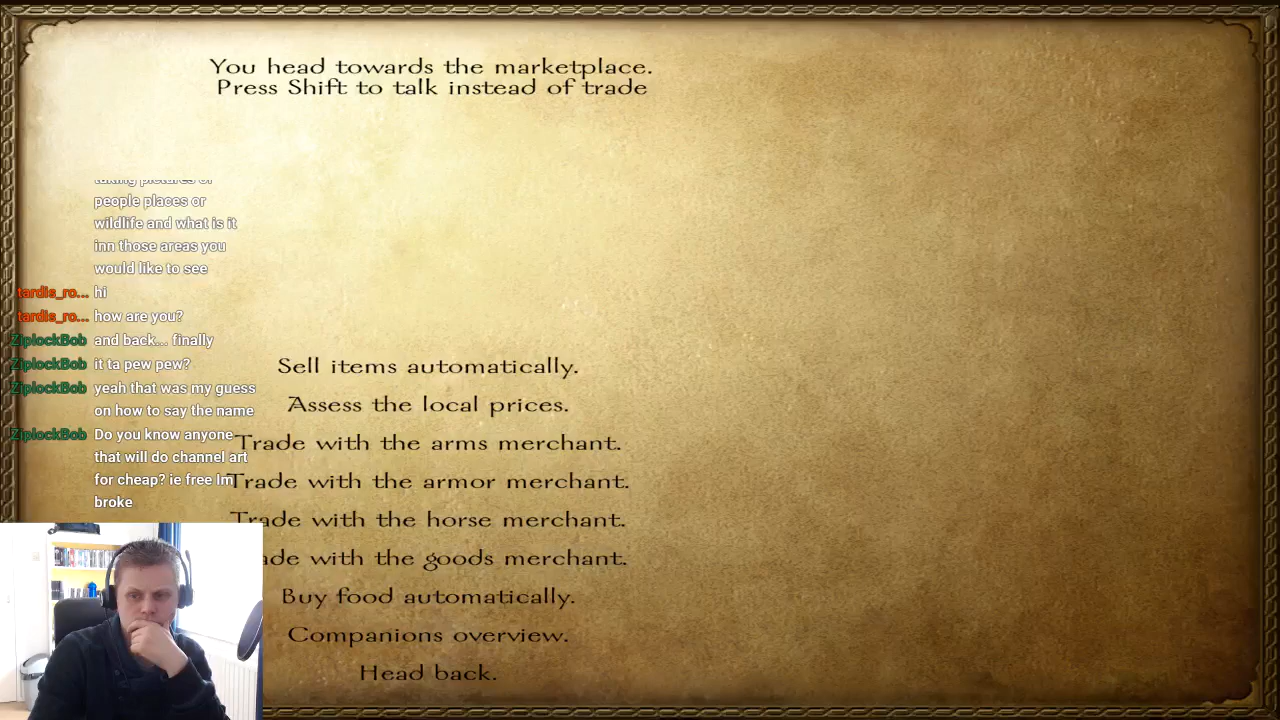 You head towards the marketplace.
Press Shift to talk instead of trade
taking pictures of
people places or
wildlife and what is it
inn those areas you
would like to see
tardis_ro... hi
tardis_ro... how are you?
ZiplockBob and back... finally
ZiplockBob it ta pew pew?
ZiplockBob yeah that was my guess
on how to say the name
ZiplockBob Do you know anyone
that will do channel art
for cheap? ie free Im
broke
Sell items automatically.
Assess the local prices.
Trade with the arms merchant.
Trade with the armor merchant.
Trade with the horse merchant.
ade with the goods merchant.
Buy food automatically.
Companions overview.
Head back.